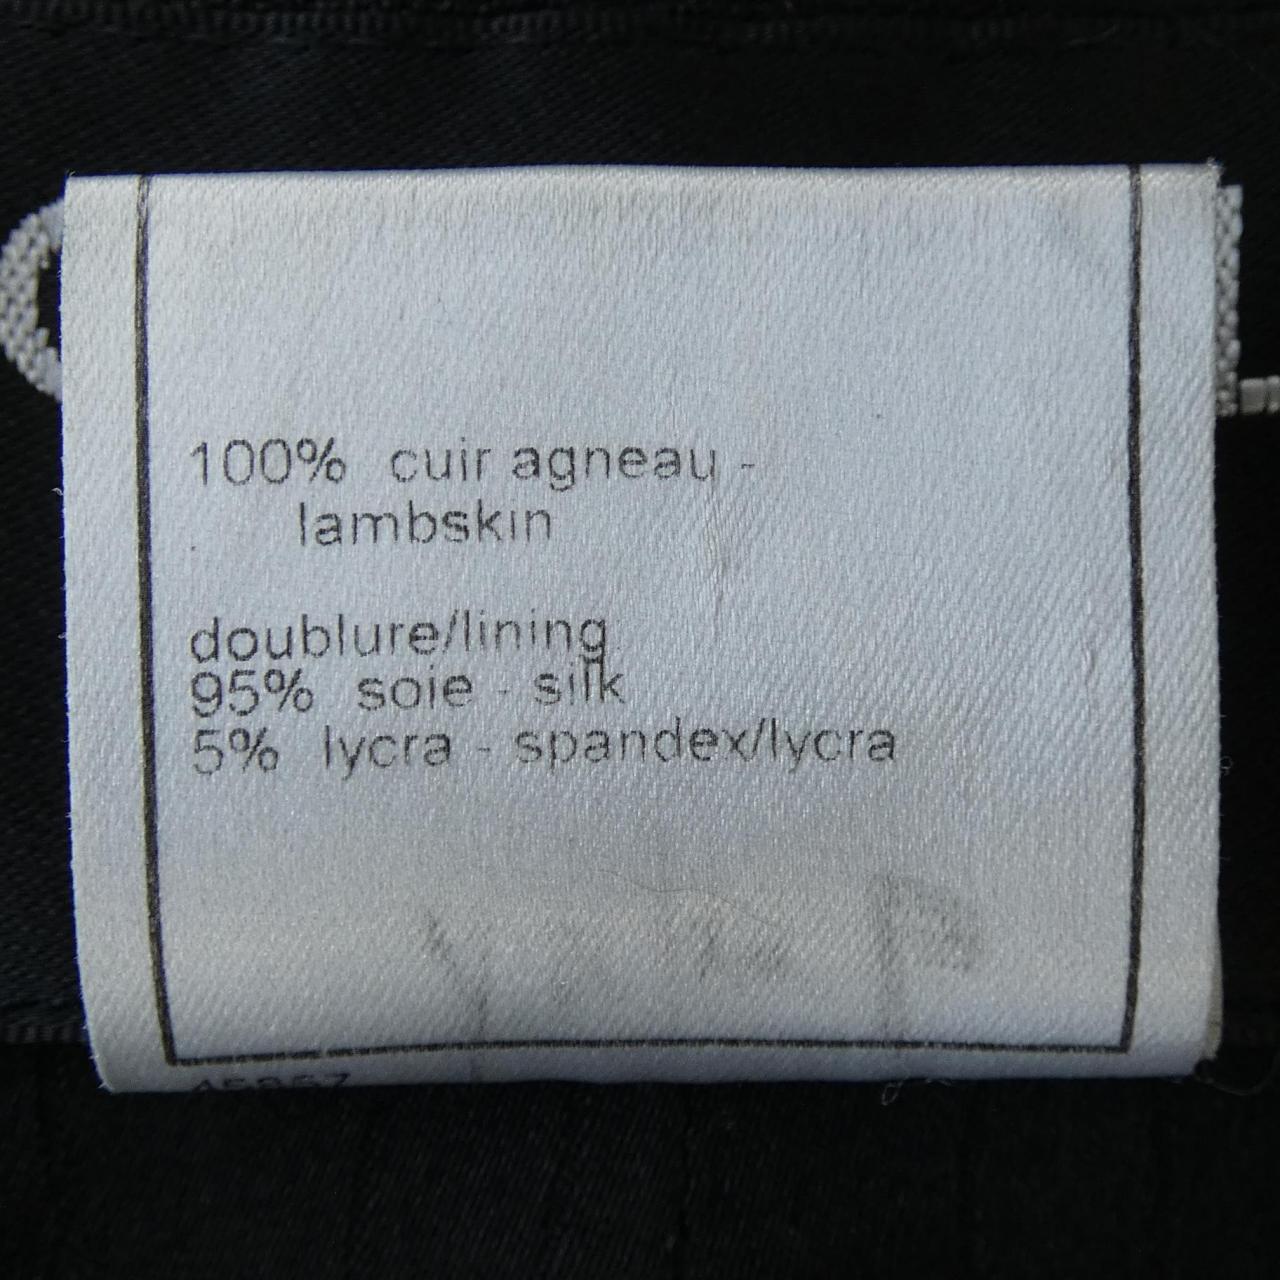 100% cuir agneau -
lambskin
doublure/lining
95% soie - silk
5% lycra - spandex/lycra